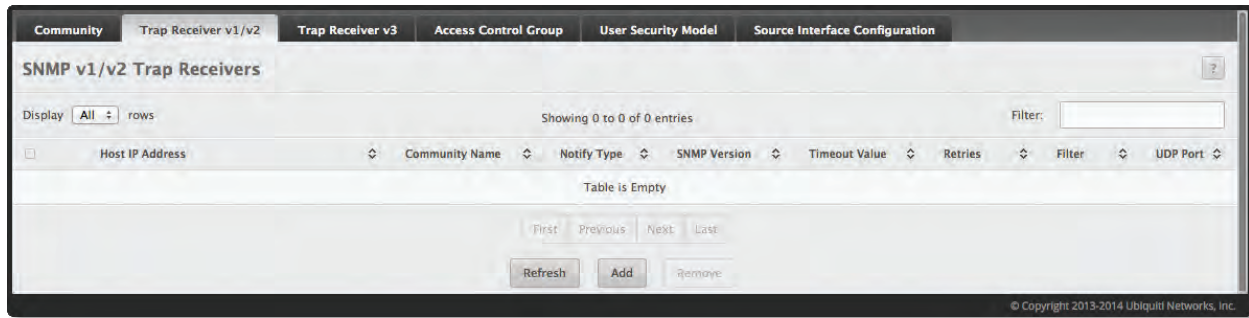 Community Trap Receiver v1/v2 Trap Receiver v3 Access Control Group User Security Model Source Interface Configuration
SNMP v1/v2 Trap Receivers ?
Display All rows Showing 0 to 0 of 0 entries Filter:
Host IP Address Community Name Notify Type SNMP Version Timeout Value Retries Filter UDP Port
Table is Empty
First Previous Next Last
Refresh Add Remove
© Copyright 2013-2014 Ubiquiti Networks, Inc.